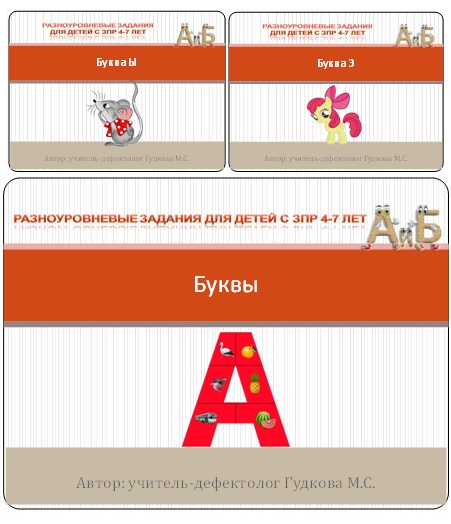 РАЗНОУРОВНЕВЫЕ ЗАДАНИЯ
ДЛЯ ДЕТЕЙ С ЗПР 4-7 ЛЕТ
АиБ
Буква Ы
Автор: учитель-дефектолог Гудкова М.С.
РАЗНОУРОВНЕВЫЕ ЗАДАНИЯ
ДЛЯ ДЕТЕЙ С ЗПР 4-7 ЛЕТ
АиБ
Буква Э
Автор: учитель-дефектолог Гудкова М.С.
РАЗНОУРОВНЕВЫЕ ЗАДАНИЯ ДЛЯ ДЕТЕЙ С ЗПР 4-7 ЛЕТ
АиБ
Буквы
А
Автор: учитель-дефектолог Гудкова М.С.